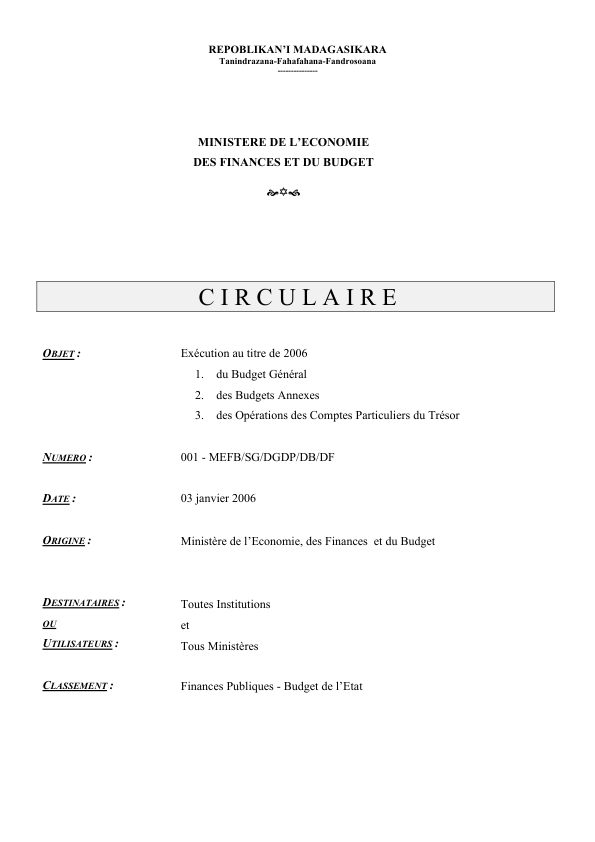 REPOBLIKAN’I MADAGASIKARA
Tanindrazana-Fahafahana-Fandrosoana
---------------
MINISTERE DE L’ECONOMIE
DES FINANCES ET DU BUDGET
CIRCULAIRE
OBJET : Exécution au titre de 2006
1. du Budget Général
2. des Budgets Annexes
3. des Opérations des Comptes Particuliers du Trésor
NUMERO : 001 - MEFB/SG/DGDP/DB/DF
DATE : 03 janvier 2006
ORIGINE : Ministère de l’Economie, des Finances et du Budget
DESTINATAIRES : Toutes Institutions
OU et
UTILISATEURS : Tous Ministères
CLASSEMENT : Finances Publiques - Budget de l’Etat